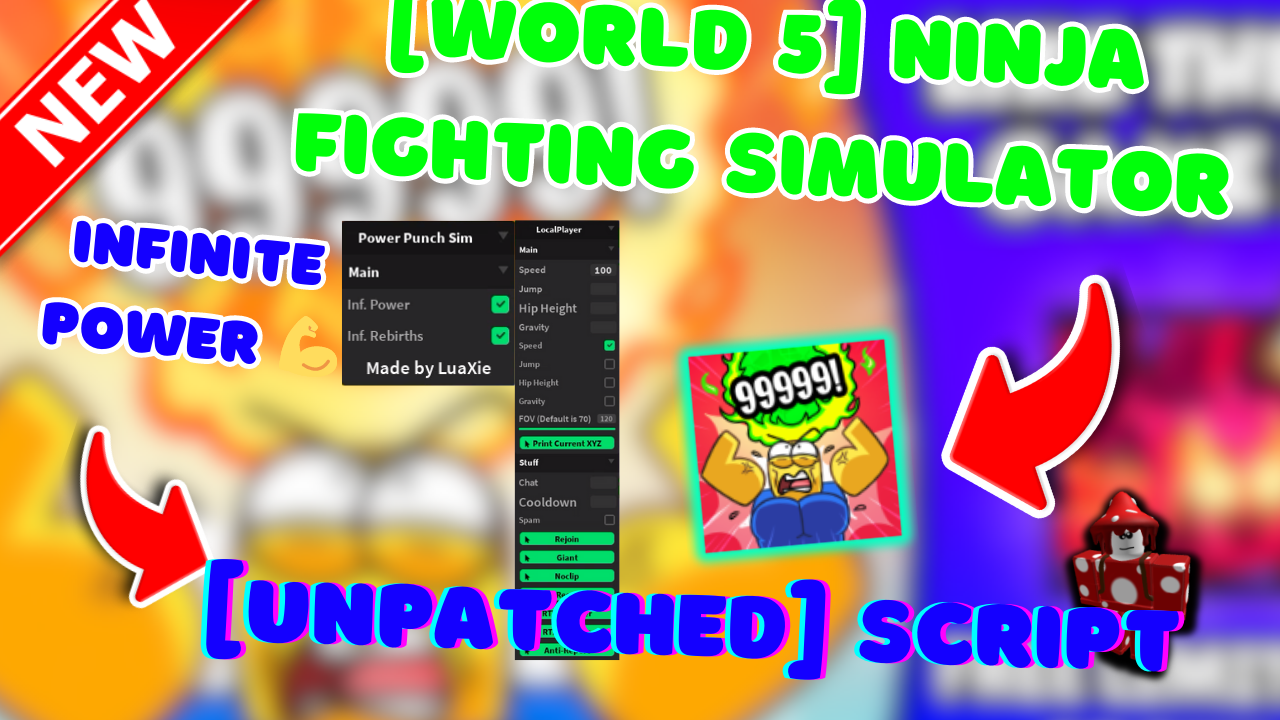 NEW
[WORLD 5] NINJA
FIGHTING SIMULATOR
INFINITE
POWER 💪
Power Punch Sim
Main
Inf. Power
Inf. Rebirths
Made by LuaXie
LocalPlayer
Main
Speed 100
Jump
Hip Height
Gravity
Speed
Jump
Hip Height
Gravity
FOV (Default is 70) 120
Print Current XYZ
Stuff
Chat
Cooldown
Spam
Rejoin
Giant
Noclip
99999!
99999!
[UNPATCHED] SCRIPT